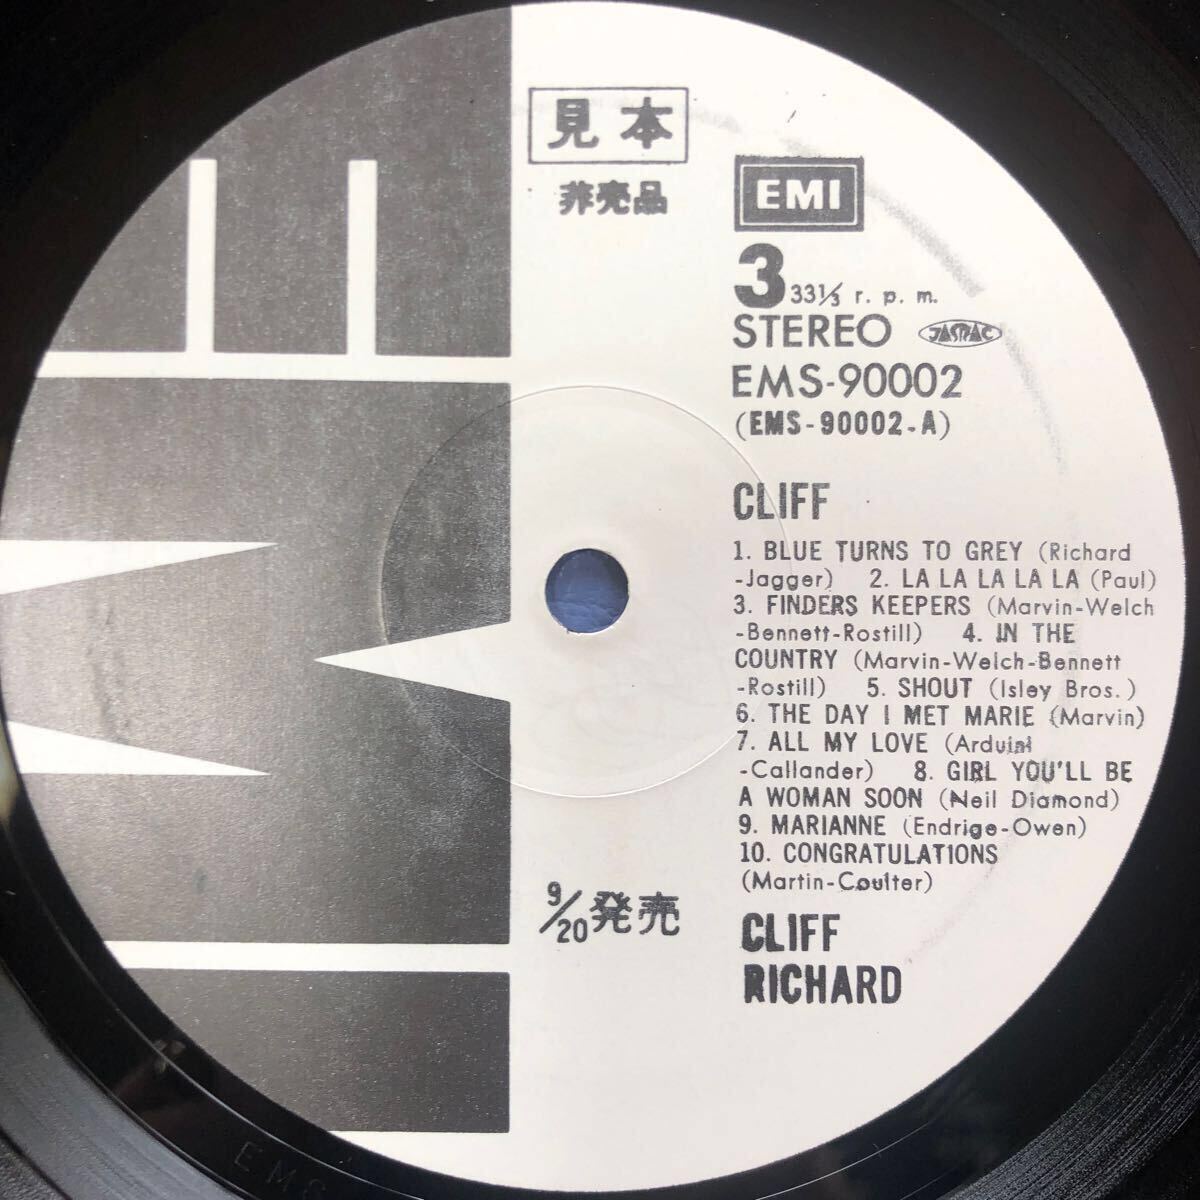 見本
非売品
EMI
3 33⅓ r. p. m.
STEREO JASRAC
EMS-90002
(EMS-90002-A)
CLIFF
1. BLUE TURNS TO GREY (Richard
-Jagger) 2. LA LA LA LA LA (Paul)
3. FINDERS KEEPERS (Marvin-Welch
-Bennett-Rostill) 4. IN THE
COUNTRY (Marvin-Welch-Bennett
-Rostill) 5. SHOUT (Isley Bros.)
6. THE DAY I MET MARIE (Marvin)
7. ALL MY LOVE (Arduini
-Callander) 8. GIRL YOU'LL BE
A WOMAN SOON (Neil Diamond)
9. MARIANNE (Endrige-Owen)
10. CONGRATULATIONS
(Martin-Coulter)
9/20発売
CLIFF
RICHARD
EMS